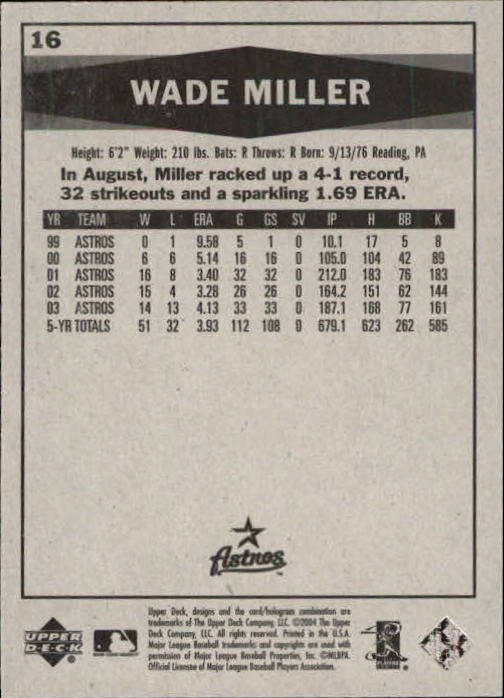 16
WADE MILLER
Height: 6'2" Weight: 210 lbs. Bats: R Throws: R Born: 9/13/76 Reading, PA
In August, Miller racked up a 4-1 record,
32 strikeouts and a sparkling 1.69 ERA.
YR TEAM W L ERA G GS SV IP H BB K
99 ASTROS 0 1 9.58 5 1 0 10.1 17 5 8
00 ASTROS 6 6 5.14 16 16 0 105.0 104 42 89
01 ASTROS 16 8 3.40 32 32 0 212.0 183 76 183
02 ASTROS 15 4 3.28 26 26 0 164.2 151 62 144
03 ASTROS 14 13 4.13 33 33 0 187.1 168 77 161
5-YR TOTALS 51 32 3.93 112 108 0 679.1 623 262 585
Astros
Upper Deck, designs and the card/hologram combination are
trademarks of The Upper Deck Company, LLC. ©2004 The Upper
Deck Company, LLC. All rights reserved. Printed in the U.S.A.
Major League Baseball trademarks and copyrights are used with
permission of Major League Baseball Properties, Inc. ©MLBPA
Official Licensee of Major League Baseball Players Association.
UPPER
DECK